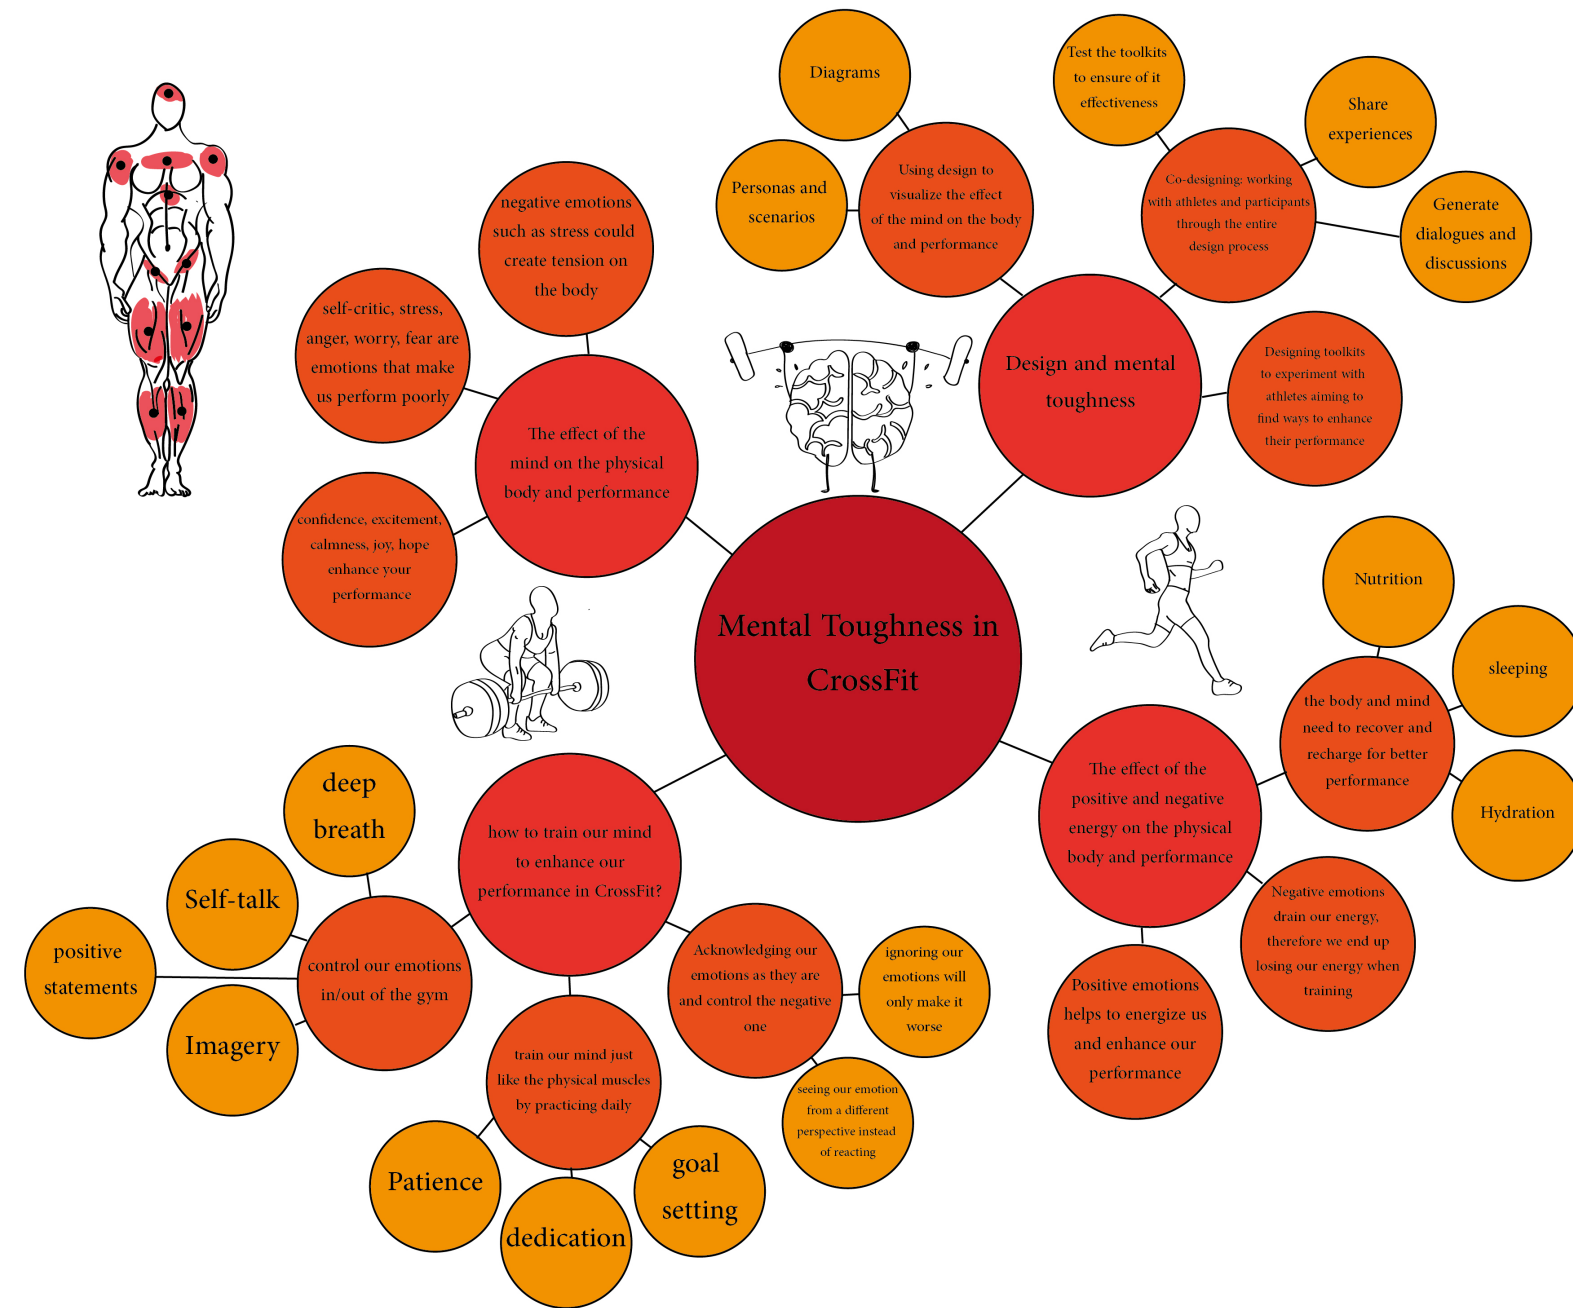 Mental Toughness in
CrossFit
The effect of the
mind on the physical
body and performance
negative emotions
such as stress could
create tension on
the body
self-critic, stress,
anger, worry, fear are
emotions that make
us perform poorly
confidence, excitement,
calmness, joy, hope
enhance your
performance
Design and mental
toughness
Using design to
visualize the effect
of the mind on the body
and performance
Diagrams
Personas and
scenarios
Co-designing: working
with athletes and participants
through the entire
design process
Test the toolkits
to ensure of it
effectiveness
Share
experiences
Generate
dialogues and
discussions
Designing toolkits
to experiment with
athletes aiming to
find ways to enhance
their performance
The effect of the
positive and negative
energy on the physical
body and performance
the body and mind
need to recover and
recharge for better
performance
Nutrition
sleeping
Hydration
Negative emotions
drain our energy,
therefore we end up
losing our energy when
training
Positive emotions
helps to energize us
and enhance our
performance
how to train our mind
to enhance our
performance in CrossFit?
control our emotions
in/out of the gym
deep
breath
Self-talk
positive
statements
Imagery
train our mind just
like the physical muscles
by practicing daily
Patience
dedication
goal
setting
Acknowledging our
emotions as they are
and control the negative
one
ignoring our
emotions will
only make it
worse
seeing our emotion
from a different
perspective instead
of reacting